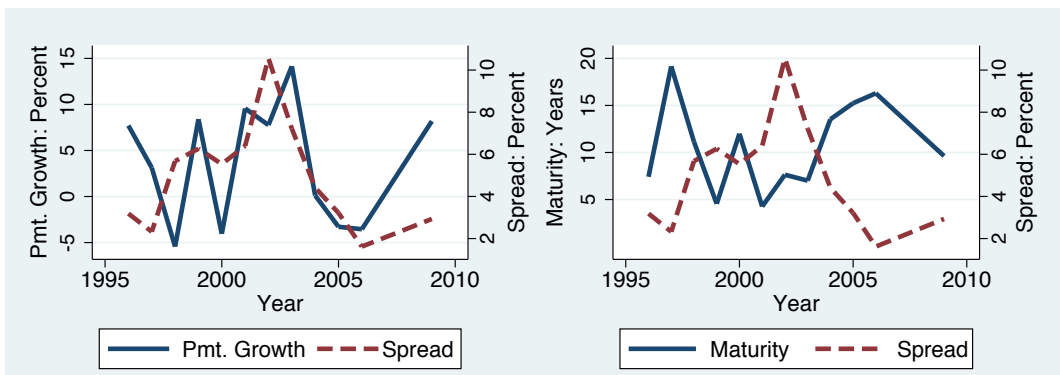 Pmt. Growth: Percent
15
10
5
0
-5
Spread: Percent
10
8
6
4
2
1995 2000 2005 2010
Year
Pmt. Growth Spread
Maturity: Years
20
15
10
5
Spread: Percent
10
8
6
4
2
1995 2000 2005 2010
Year
Maturity Spread